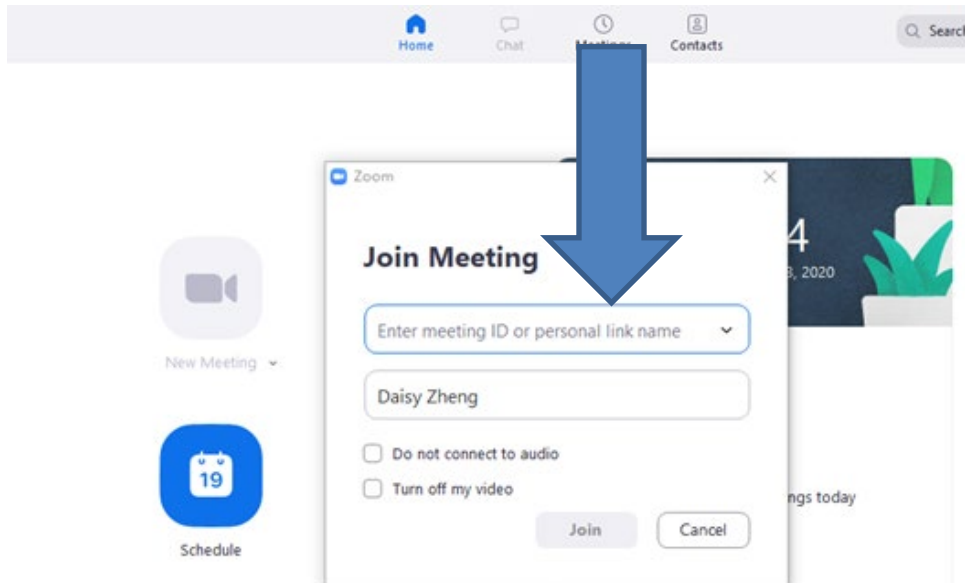 Home
Chat
Contacts
Search
Zoom
Join Meeting
4
3, 2020
Enter meeting ID or personal link name
New Meeting
Daisy Zheng
Do not connect to audio
Turn off my video
19
ngs today
Join
Cancel
Schedule